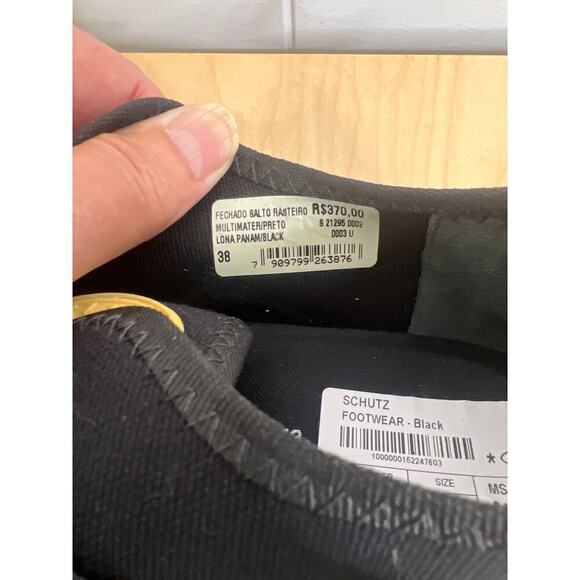 FECHADO SALTO RASTEIRO R$370,00
MULTIMATER/PRETO S 21295 0002
LONA PANAM/BLACK 0003 U
38
7 909799 263876
SCHUTZ
FOOTWEAR - Black
1000000152247603
SIZE
MS